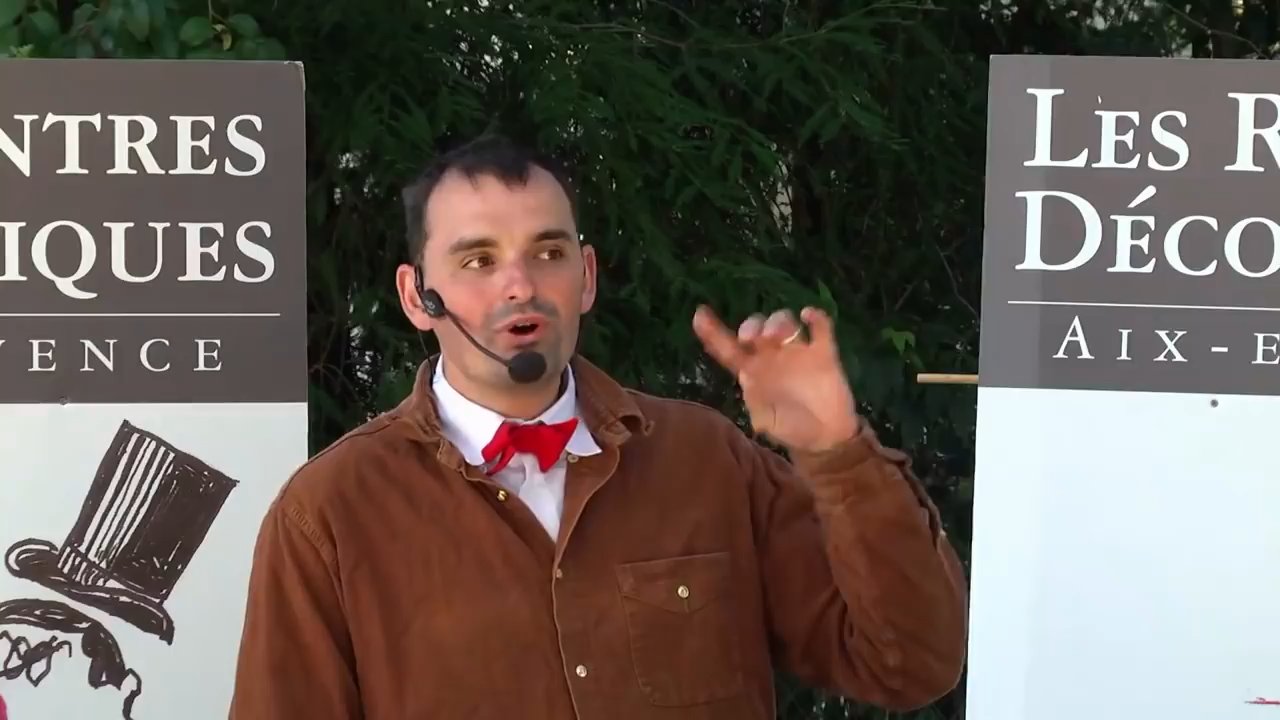 NTRES
IQUES
VENCE
LES R
DÉCO
AIX-E